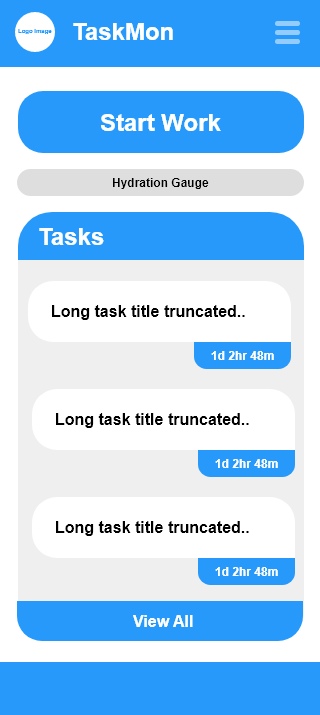 Logo Image
TaskMon
Start Work
Hydration Gauge
Tasks
Long task title truncated..
1d 2hr 48m
Long task title truncated..
1d 2hr 48m
Long task title truncated..
1d 2hr 48m
View All